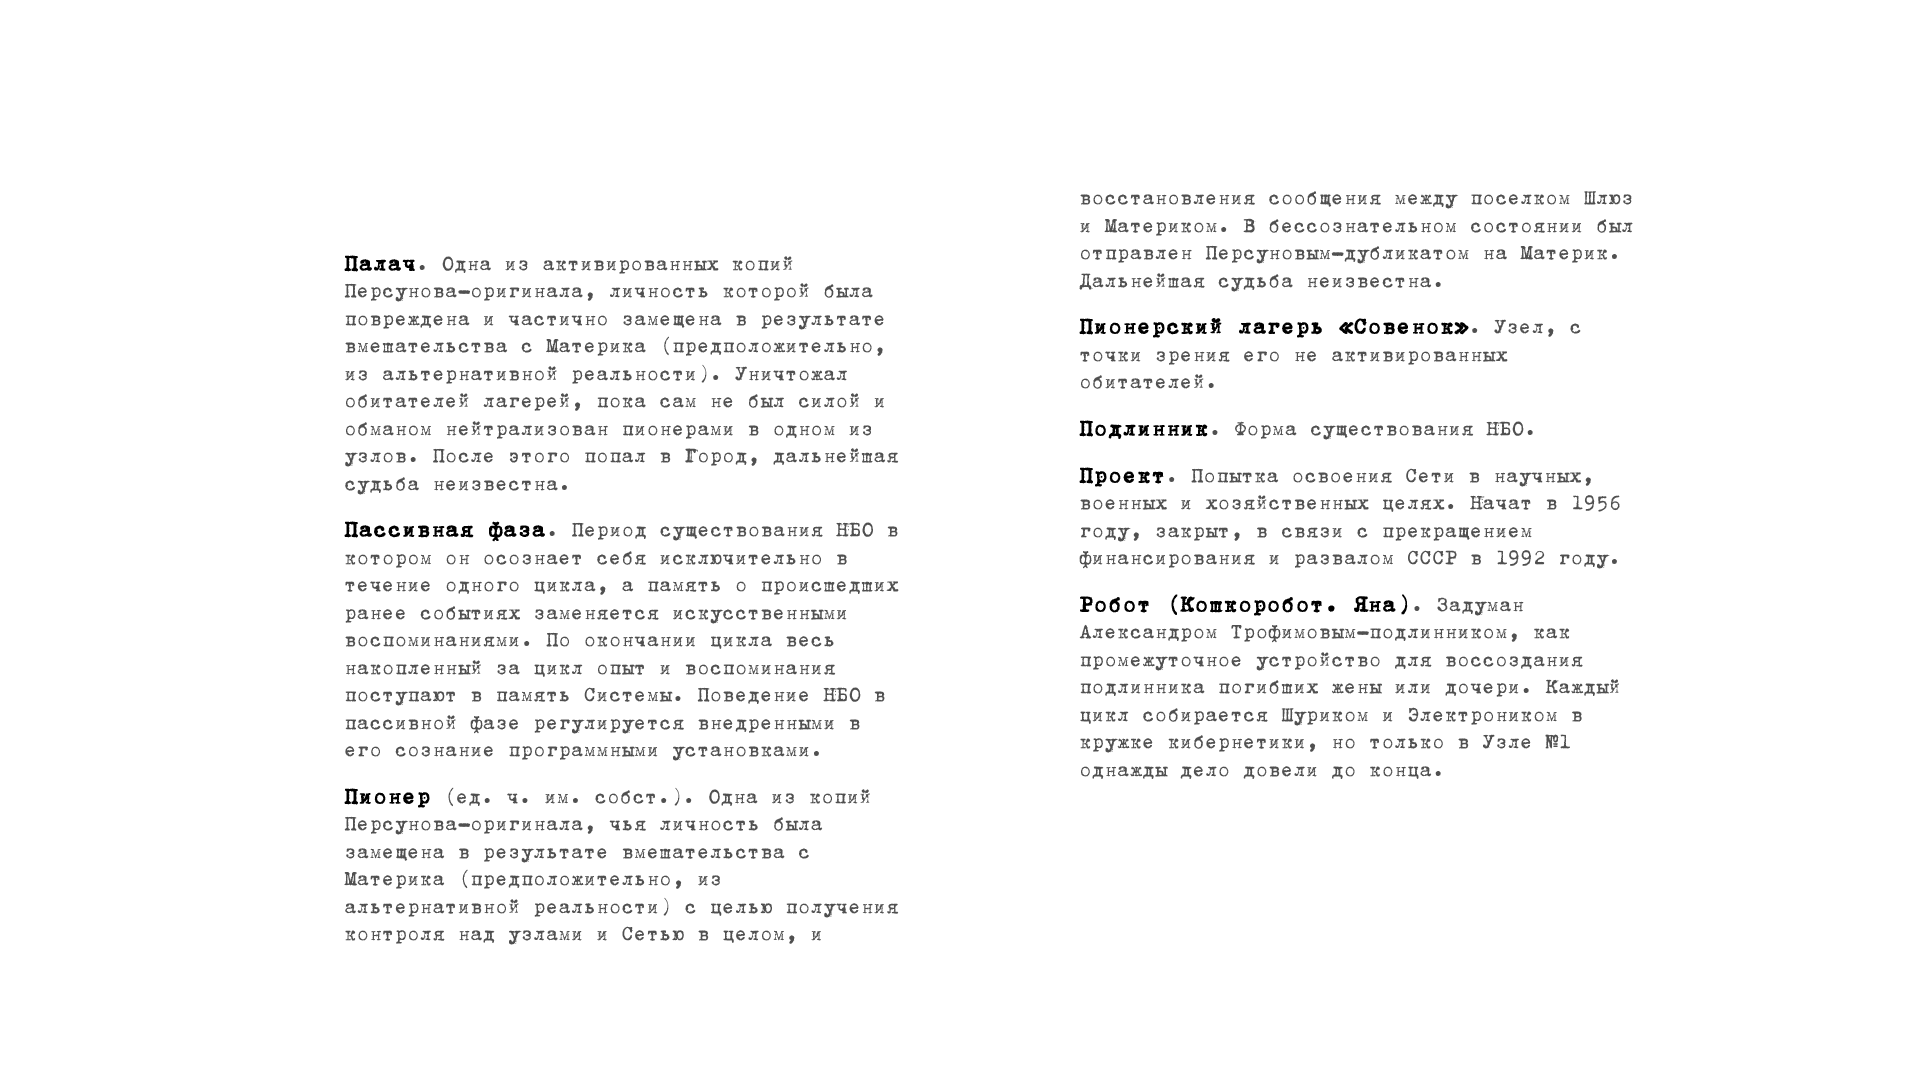 Палач. Одна из активированных копий
Персунова-оригинала, личность которой была
повреждена и частично замещена в результате
вмешательства с Материка (предположительно,
из альтернативной реальности). Уничтожал
обитателей лагерей, пока сам не был силой и
обманом нейтрализован пионерами в одном из
узлов. После этого попал в Город, дальнейшая
судьба неизвестна.
Пассивная фаза. Период существования НБО в
котором он осознает себя исключительно в
течение одного цикла, а память о происшедших
ранее событиях заменяется искусственными
воспоминаниями. По окончании цикла весь
накопленный за цикл опыт и воспоминания
поступают в память Системы. Поведение НБО в
пассивной фазе регулируется внедренными в
его сознание программными установками.
Пионер (ед. ч. им. собст.). Одна из копий
Персунова-оригинала, чья личность была
замещена в результате вмешательства с
Материка (предположительно, из
альтернативной реальности) с целью получения
контроля над узлами и Сетью в целом, и
восстановления сообщения между поселком Шлюз
и Материком. В бессознательном состоянии был
отправлен Персуновым-дубликатом на Материк.
Дальнейшая судьба неизвестна.
Пионерский лагерь «Совенок». Узел, с
точки зрения его не активированных
обитателей.
Подлинник. Форма существования НБО.
Проект. Попытка освоения Сети в научных,
военных и хозяйственных целях. Начат в 1956
году, закрыт, в связи с прекращением
финансирования и развалом СССР в 1992 году.
Робот (Кошкоробот. Яна). Задуман
Александром Трофимовым-подлинником, как
промежуточное устройство для воссоздания
подлинника погибших жены или дочери. Каждый
цикл собирается Шуриком и Электроником в
кружке кибернетики, но только в Узле №1
однажды дело довели до конца.